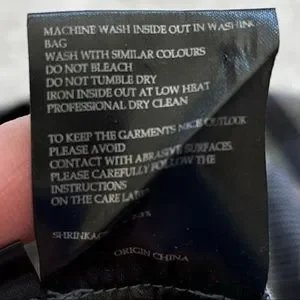 MACHINE WASH INSIDE OUT IN WASHING
BAG
WASH WITH SIMILAR COLOURS
DO NOT BLEACH
DO NOT TUMBLE DRY
IRON INSIDE OUT AT LOW HEAT
PROFESSIONAL DRY CLEAN
TO KEEP THE GARMENTS NICE OUTLOOK
PLEASE AVOID
CONTACT WITH ABRASIVE SURFACES.
PLEASE CAREFULLY FOLLOW THE
INSTRUCTIONS
ON THE CARE LABEL
SHRINKAGE
ORIGIN CHINA